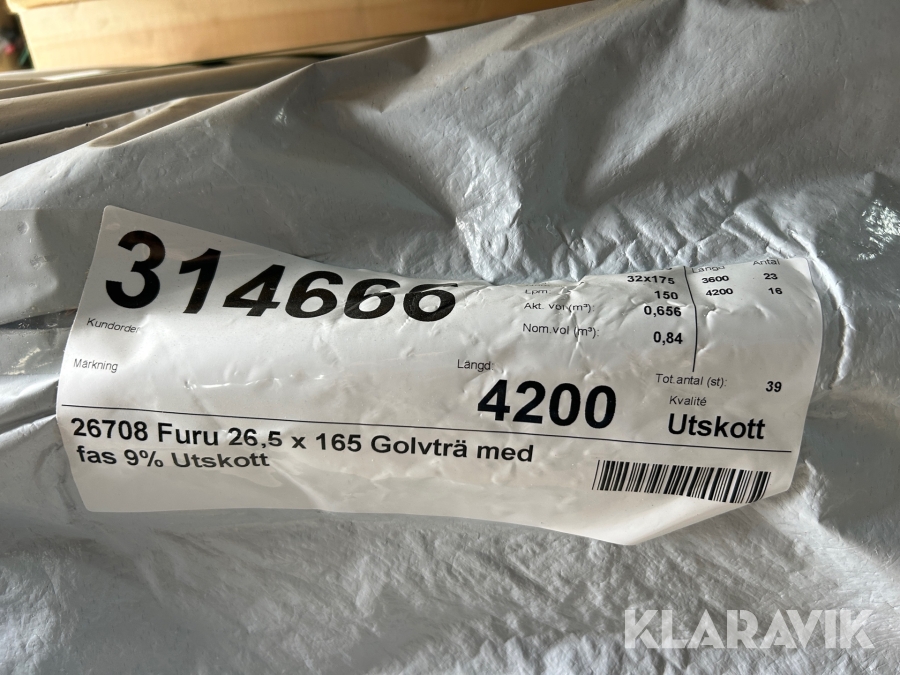 314666
Kundorder
Märkning
32x175
Lpm 150
Akt. vol (m³): 0,656
Nom.vol (m³): 0,84
Längd Antal
3600 23
4200 16
Längd:
4200
Tot.antal (st): 39
Kvalité
Utskott
26708 Furu 26,5 x 165 Golvträ med
fas 9% Utskott
KLARAVIK